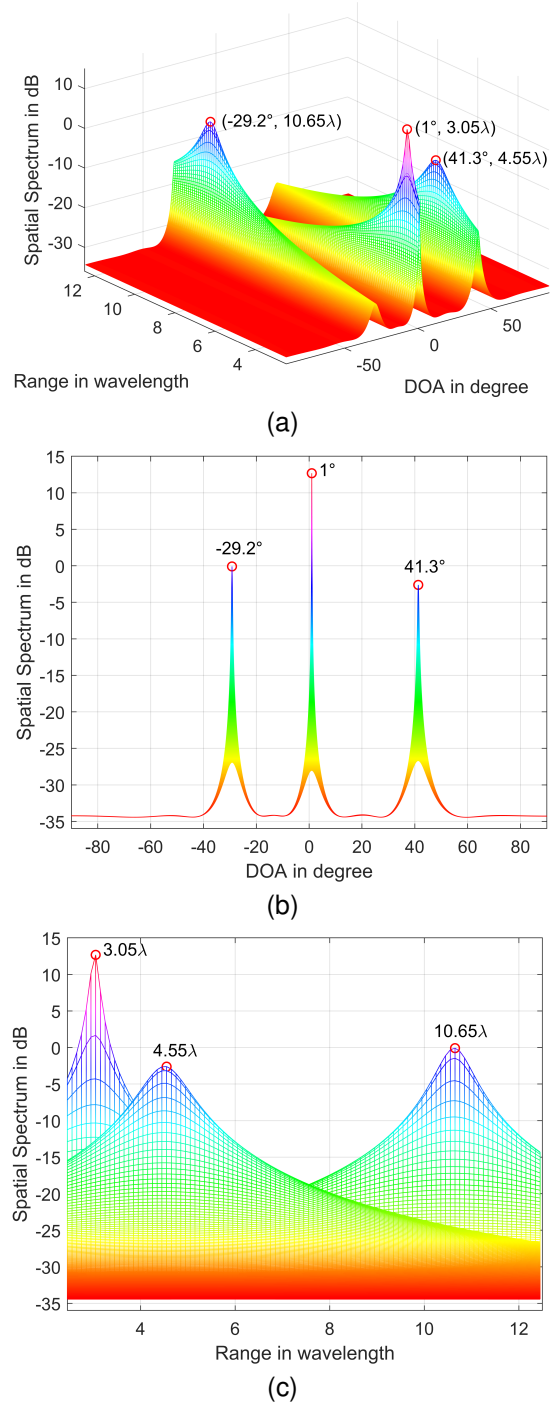 10
0
-10
-20
-30
Spatial Spectrum in dB
(-29.2°, 10.65λ)
(1°, 3.05λ)
(41.3°, 4.55λ)
12
10
8
6
4
Range in wavelength
-50
0
50
DOA in degree
(a)
15
10
5
0
-5
-10
-15
-20
-25
-30
-35
Spatial Spectrum in dB
1°
-29.2°
41.3°
-80 -60 -40 -20 0 20 40 60 80
DOA in degree
(b)
15
10
5
0
-5
-10
-15
-20
-25
-30
-35
Spatial Spectrum in dB
3.05λ
4.55λ
10.65λ
4 6 8 10 12
Range in wavelength
(c)